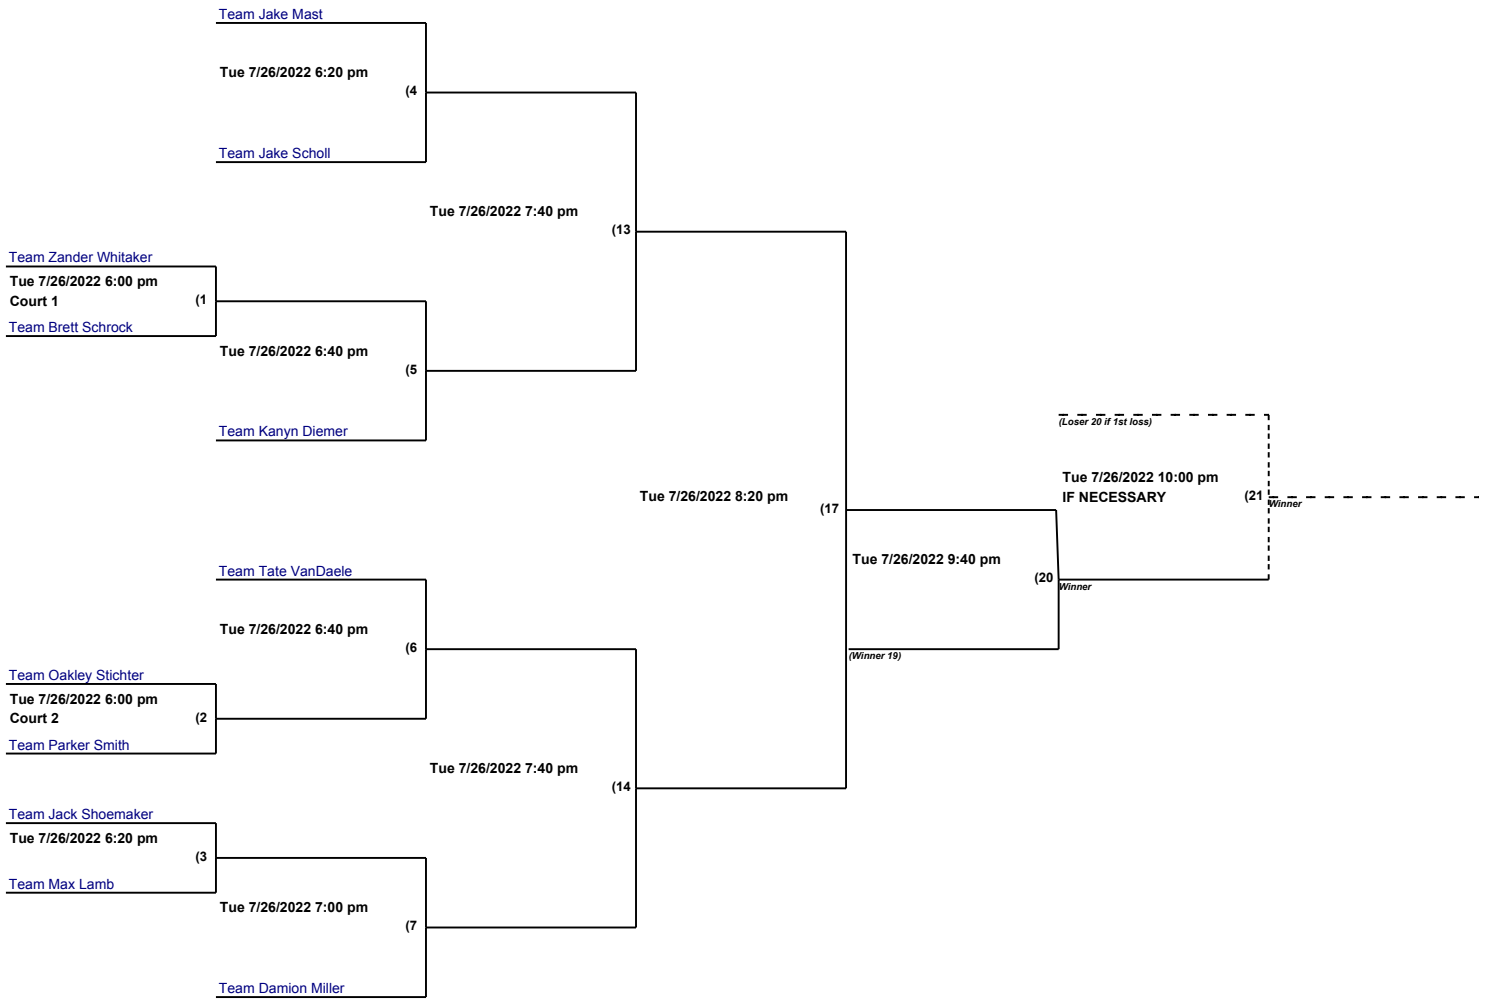 Team Jake Mast
Tue 7/26/2022 6:20 pm
(4
Team Jake Scholl
Tue 7/26/2022 7:40 pm
(13
Team Zander Whitaker
Tue 7/26/2022 6:00 pm
Court 1
(1
Team Brett Schrock
Tue 7/26/2022 6:40 pm
(5
Team Kanyn Diemer
(Loser 20 if 1st loss)
Tue 7/26/2022 10:00 pm
IF NECESSARY
(21
Winner
Tue 7/26/2022 8:20 pm
(17
Tue 7/26/2022 9:40 pm
(20
Winner
(Winner 19)
Team Tate VanDaele
Tue 7/26/2022 6:40 pm
(6
Team Oakley Stichter
Tue 7/26/2022 6:00 pm
Court 2
(2
Team Parker Smith
Tue 7/26/2022 7:40 pm
(14
Team Jack Shoemaker
Tue 7/26/2022 6:20 pm
(3
Team Max Lamb
Tue 7/26/2022 7:00 pm
(7
Team Damion Miller